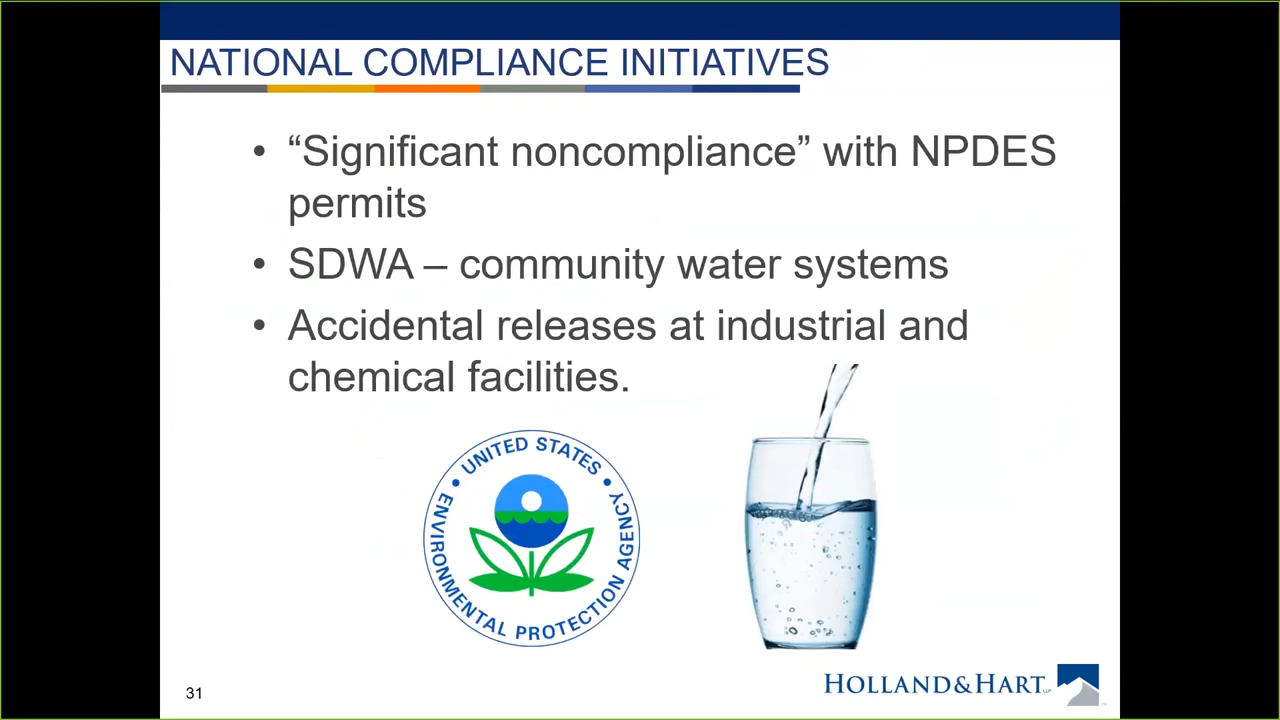 NATIONAL COMPLIANCE INITIATIVES
• “Significant noncompliance” with NPDES
permits
• SDWA – community water systems
• Accidental releases at industrial and
chemical facilities.
UNITED STATES
ENVIRONMENTAL PROTECTION AGENCY
31
HOLLAND&HART LLP